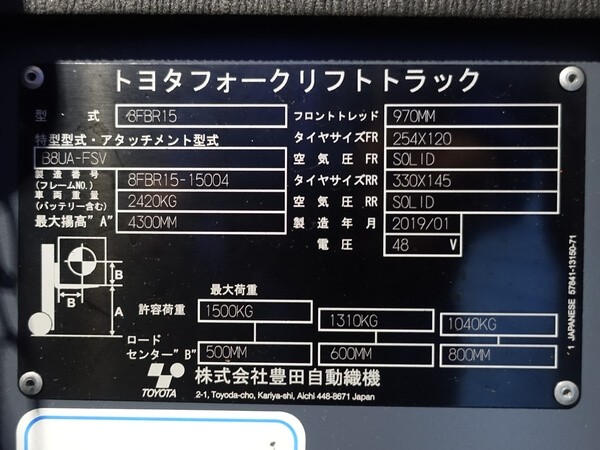 トヨタフォークリフトトラック
型 式 8FBR15
特型型式・アタッチメント型式
B8UA-FSV
製造番号
(フレームNO.) 8FBR15-15004
車両重量
(バッテリー含む) 2420KG
最大揚高"A" 4300MM
フロントトレッド 970MM
タイヤサイズFR 254X120
空気圧FR SOLID
タイヤサイズRR 330X145
空気圧RR SOLID
製造年月 2019/01
電圧 48 V
B
B
A
最大荷重
許容荷重 1500KG 1310KG 1040KG
ロード
センター"B" 500MM 600MM 800MM
TOYOTA
株式会社豊田自動織機
2-1, Toyoda-cho, Kariya-shi, Aichi 448-8671 Japan
1 JAPANESE 57841-13150-71